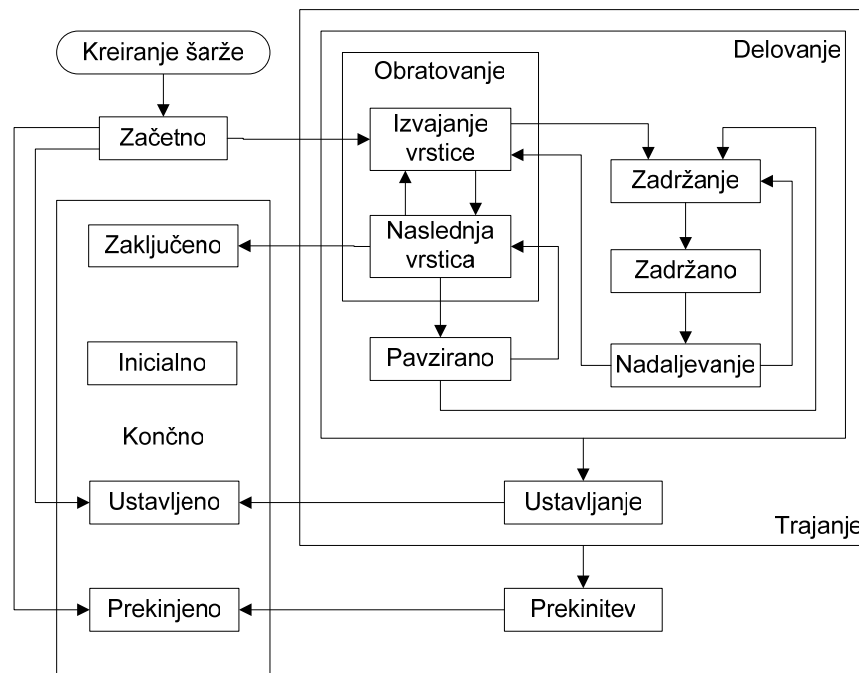 Kreiranje šarže
Začetno
Zaključeno
Inicialno
Končno
Ustavljeno
Prekinjeno
Obratovanje
Izvajanje
vrstice
Naslednja
vrstica
Pavzirano
Delovanje
Zadržanje
Zadržano
Nadaljevanje
Ustavljanje
Trajanje
Prekinitev